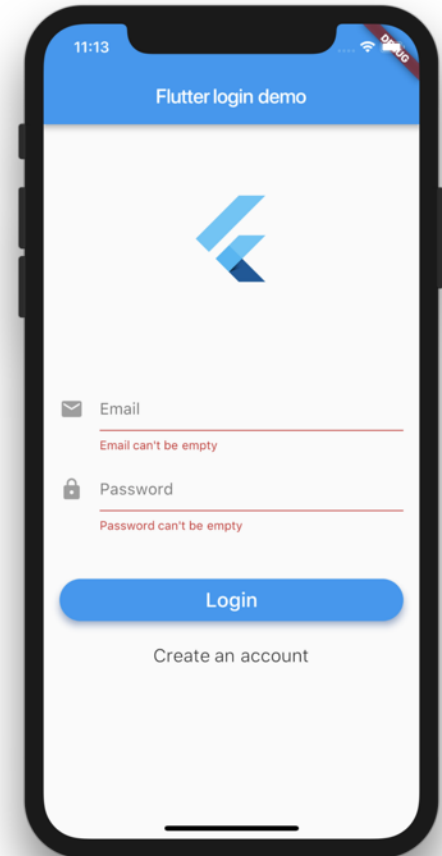 11:13
DEBUG
Flutter login demo
Email
Email can't be empty
Password
Password can't be empty
Login
Create an account